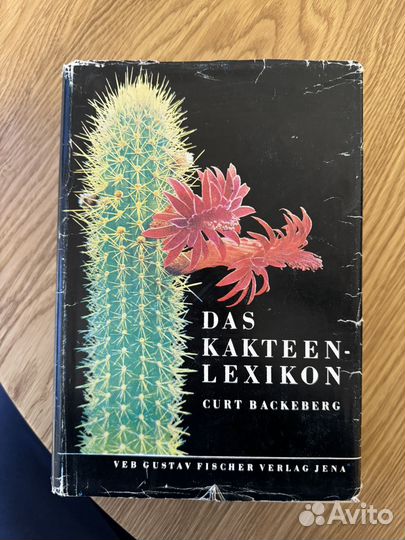 DAS
KAKTEEN-
LEXIKON
CURT BACKEBERG
VEB GUSTAV FISCHER VERLAG JENA
Avito